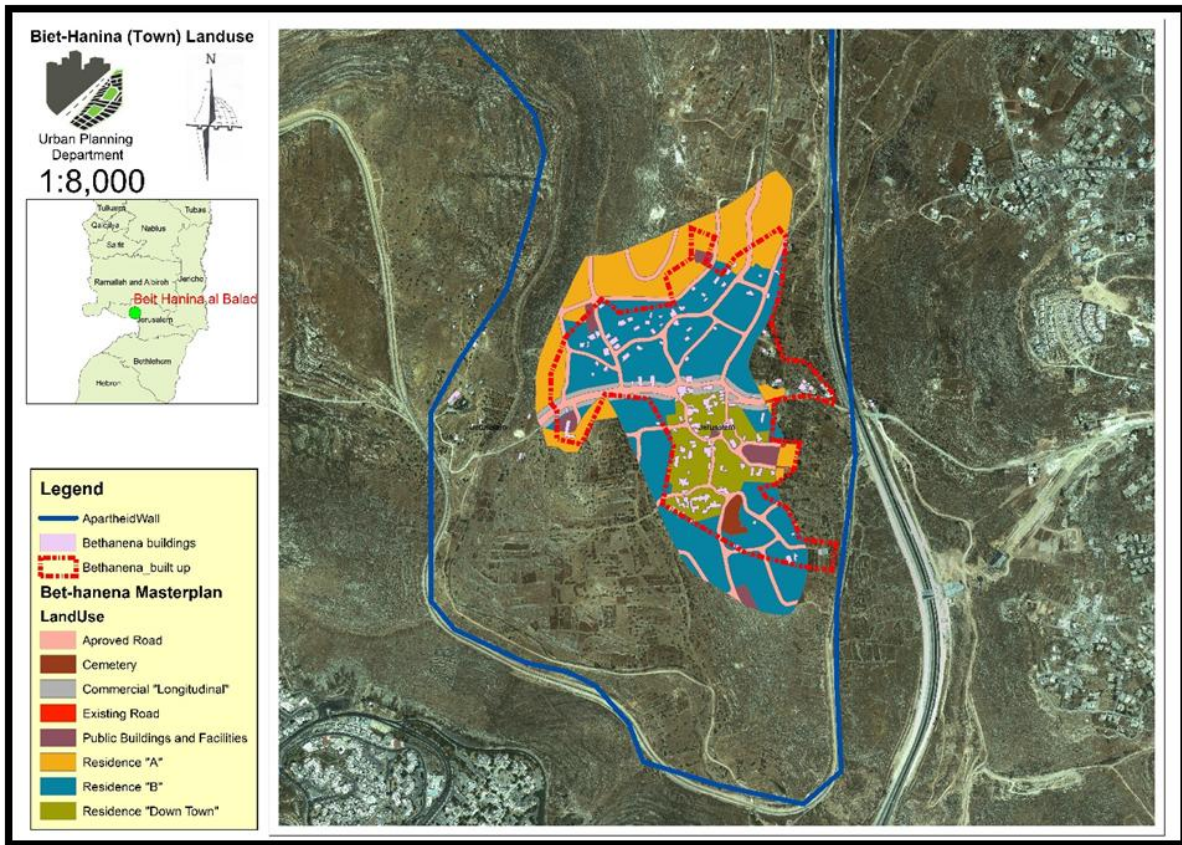 Biet-Hanina (Town) Landuse
N
Urban Planning
Department
1:8,000
Tulkarm
Tubas
Qalqilya
Nablus
Salfit
Ramallah and Albireh
Jericho
Beit Hanina al Balad
Jerusalem
Bethlehem
Hebron
Legend
ApartheidWall
Bethanena buildings
Bethanena_built up
Bet-hanena Masterplan
LandUse
Aproved Road
Cemetery
Commercial "Longitudinal"
Existing Road
Public Buildings and Facilities
Residence "A"
Residence "B"
Residence "Down Town"
Jerusalem
Jerusalem